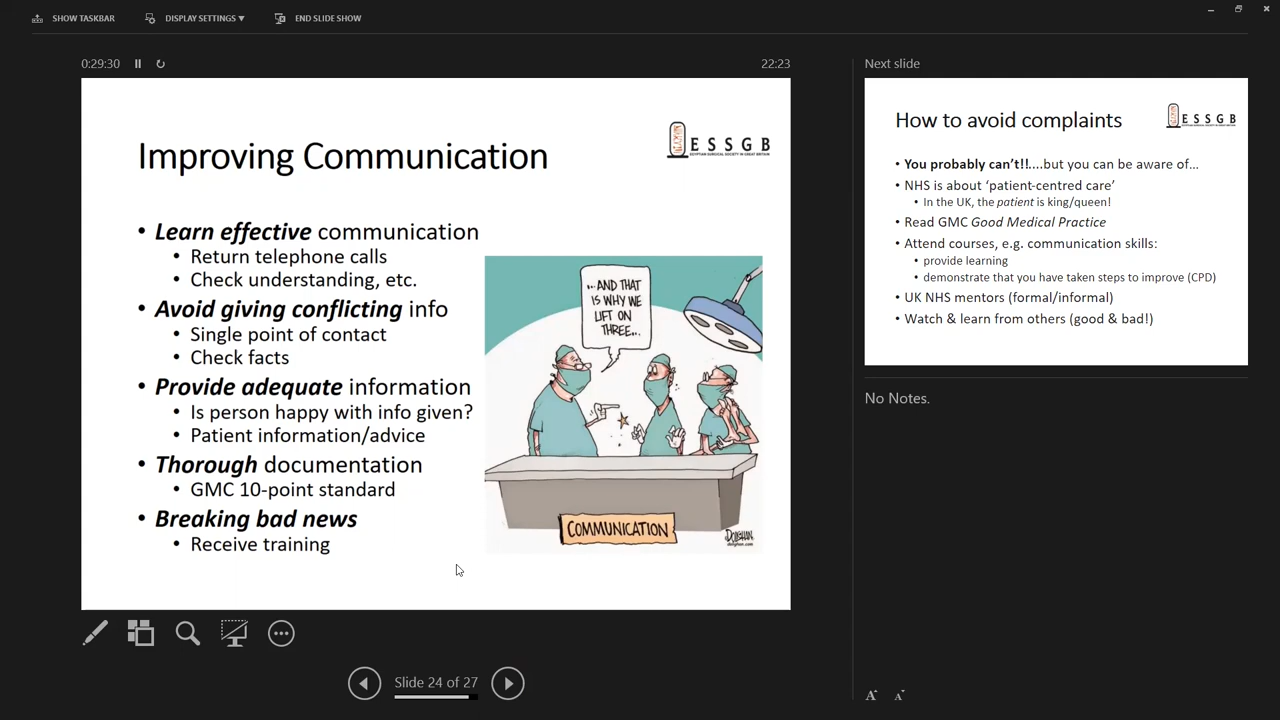 SHOW TASKBAR
DISPLAY SETTINGS ▼
END SLIDE SHOW
0:29:30
22:23
Improving Communication
ESSGB
EGYPTIAN SURGICAL SOCIETY IN GREAT BRITAIN
• Learn effective communication
• Return telephone calls
• Check understanding, etc.
• Avoid giving conflicting info
• Single point of contact
• Check facts
• Provide adequate information
• Is person happy with info given?
• Patient information/advice
• Thorough documentation
• GMC 10-point standard
• Breaking bad news
• Receive training
...AND THAT
IS WHY WE
LIFT ON
THREE...
COMMUNICATION
Slide 24 of 27
Next slide
How to avoid complaints
ESSGB
• You probably can't!!....but you can be aware of...
• NHS is about 'patient-centred care'
• In the UK, the patient is king/queen!
• Read GMC Good Medical Practice
• Attend courses, e.g. communication skills:
• provide learning
• demonstrate that you have taken steps to improve (CPD)
• UK NHS mentors (formal/informal)
• Watch & learn from others (good & bad!)
No Notes.
A
A